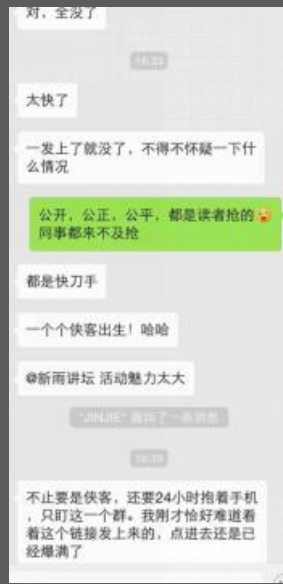 对，全没了
太快了
一发上了就没了，不得不怀疑一下什
么情况
公开，公正，公平，都是读者抢的
同事都来不及抢
都是快刀手
一个个侠客出生！哈哈
@新雨讲坛 活动魅力太大
"JINJIE" 撤回了一条消息
不止要是侠客，还要24小时抱着手机
，只盯这一个群。我刚才恰好难道看
着这个链接发上来的，点进去还是已
经爆满了